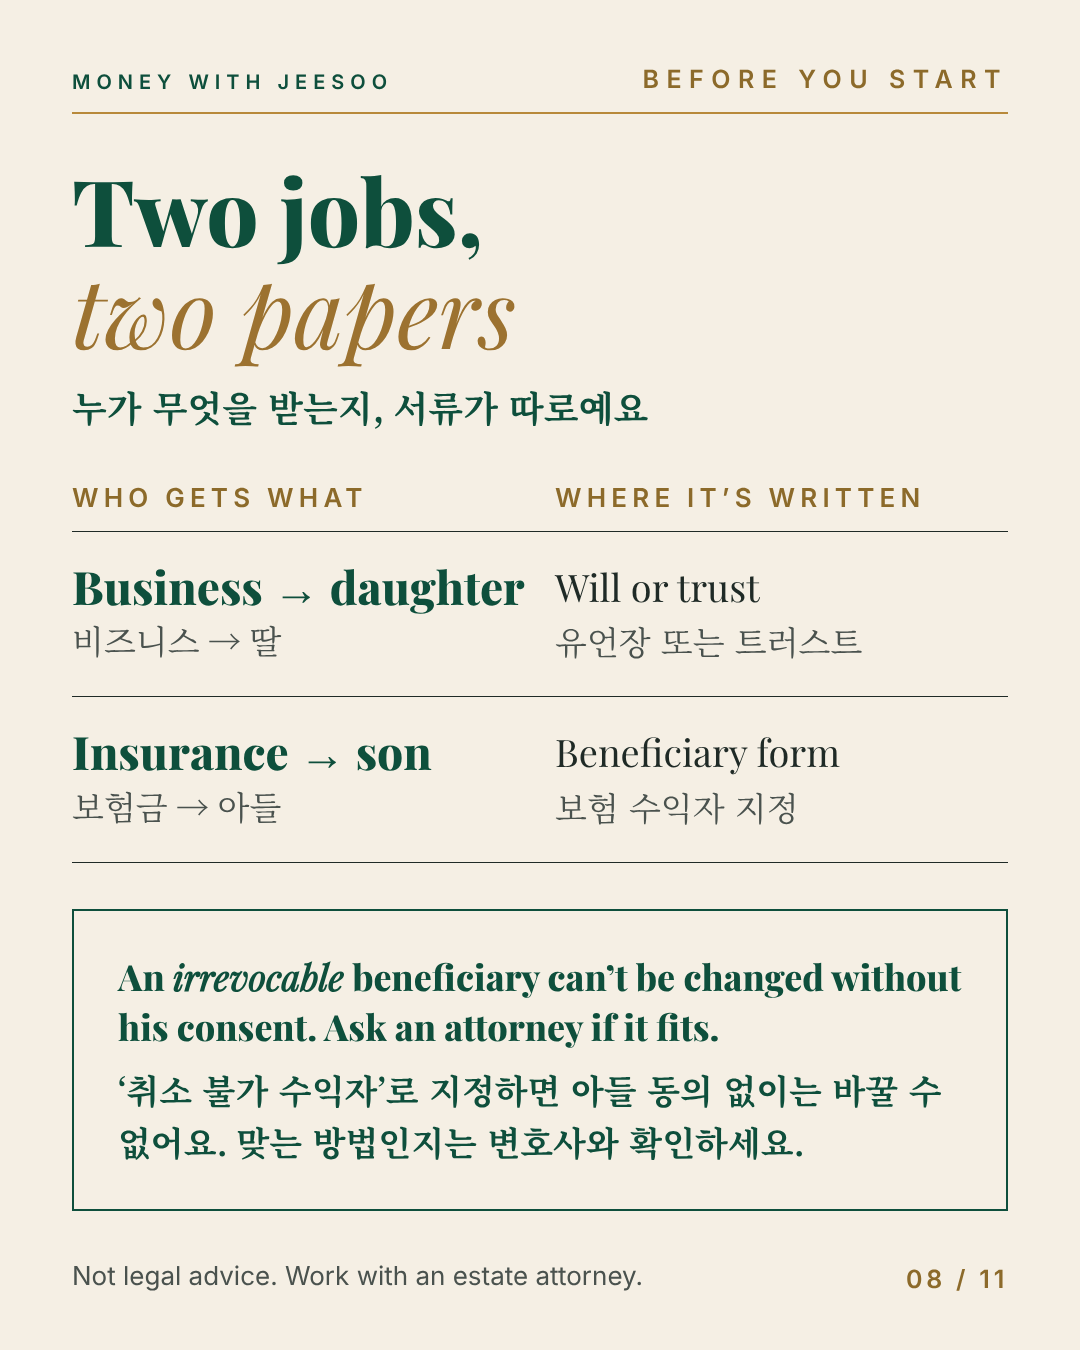 MONEY WITH JEESOO
BEFORE YOU START
Two jobs,
two papers
누가 무엇을 받는지, 서류가 따로예요
WHO GETS WHAT
WHERE IT’S WRITTEN
Business → daughter
Will or trust
비즈니스 → 딸
유언장 또는 트러스트
Insurance → son
Beneficiary form
보험금 → 아들
보험 수익자 지정
An irrevocable beneficiary can’t be changed without
his consent. Ask an attorney if it fits.
‘취소 불가 수익자’로 지정하면 아들 동의 없이는 바꿀 수
없어요. 맞는 방법인지는 변호사와 확인하세요.
Not legal advice. Work with an estate attorney.
08 / 11